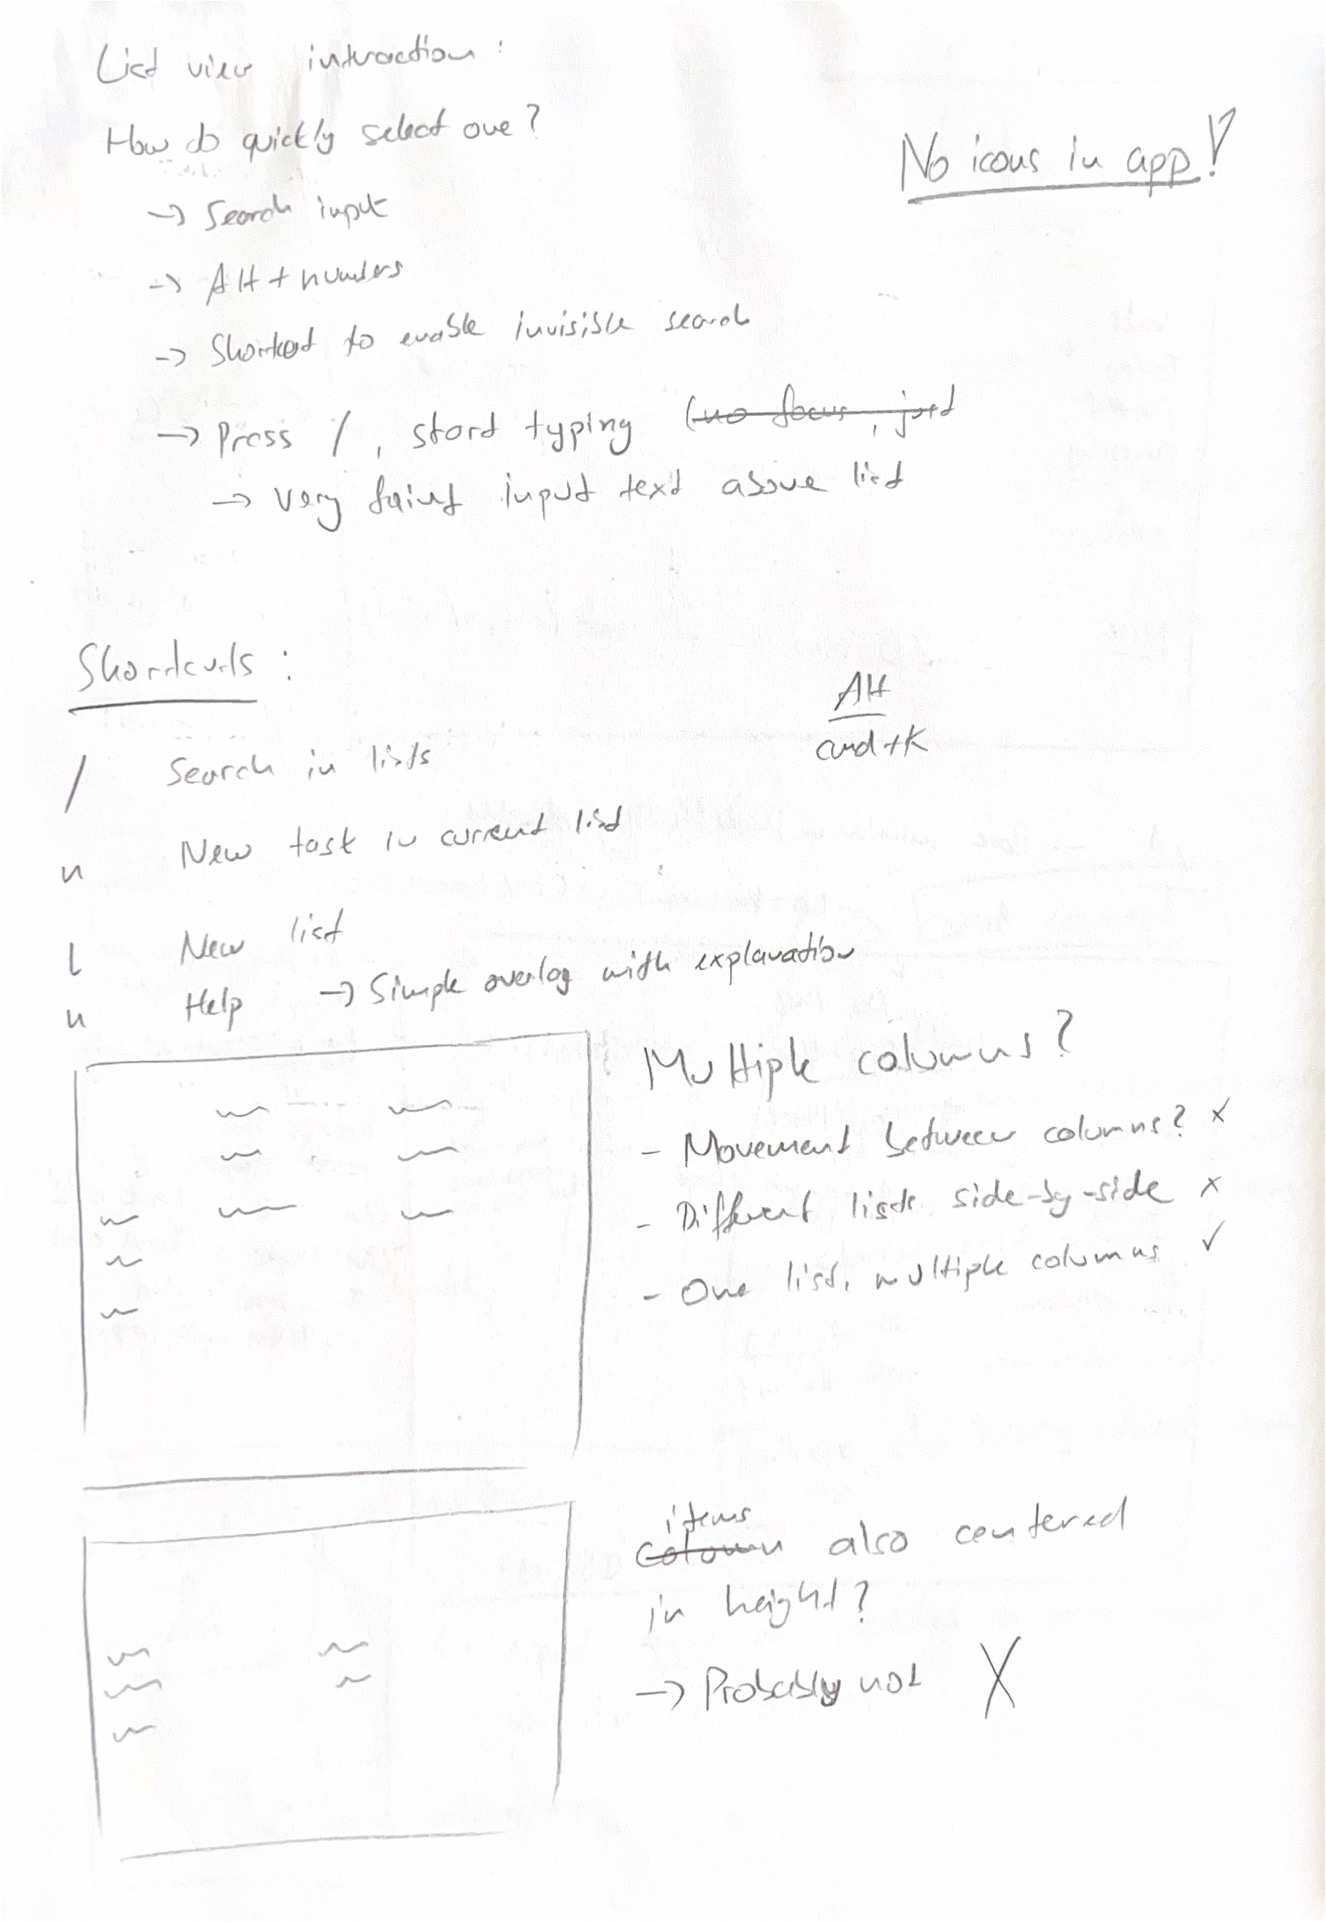 List view interaction:
How do quickly select one?
No icons in app!
→ Search input
→ Alt + numbers
→ Shortcut to enable invisible search
→ Press /, start typing (no focus, just
→ Very faint input text above list
Shortcuts:
Alt
cmd+K
/ Search in lists
n New task in current list
l New list
Help → Simple overlay with explanation
Multiple columns?
- Movement between columns? x
- Different lists side-by-side x
- One list, multiple columns ✓
items
Column also centered
in height?
→ Probably not X